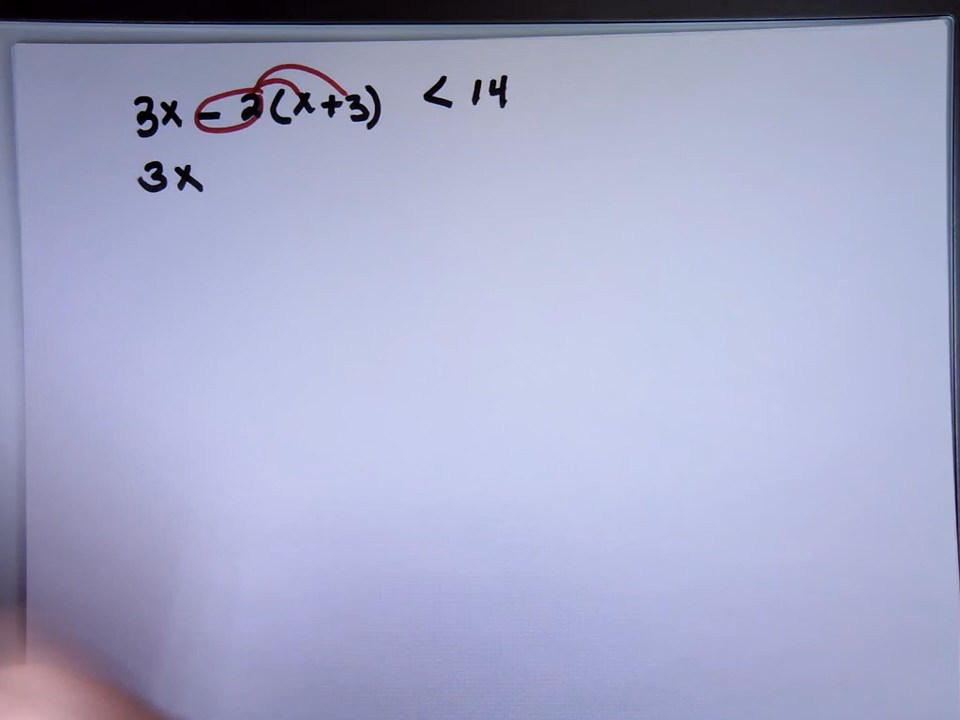 3x - 2(x+3) < 14
3x